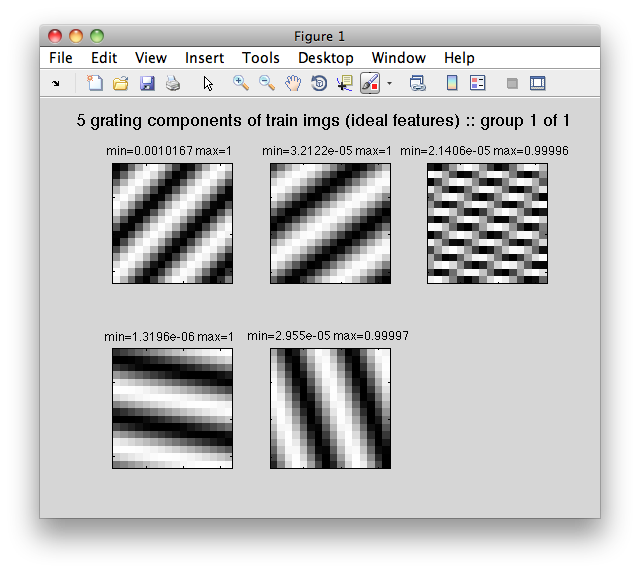 Figure 1
File Edit View Insert Tools Desktop Window Help
5 grating components of train imgs (ideal features) :: group 1 of 1
min=0.0010167 max=1 min=3.2122e-05 max=1 min=2.1406e-05 max=0.99996
min=1.3196e-06 max=1 min=2.955e-05 max=0.99997